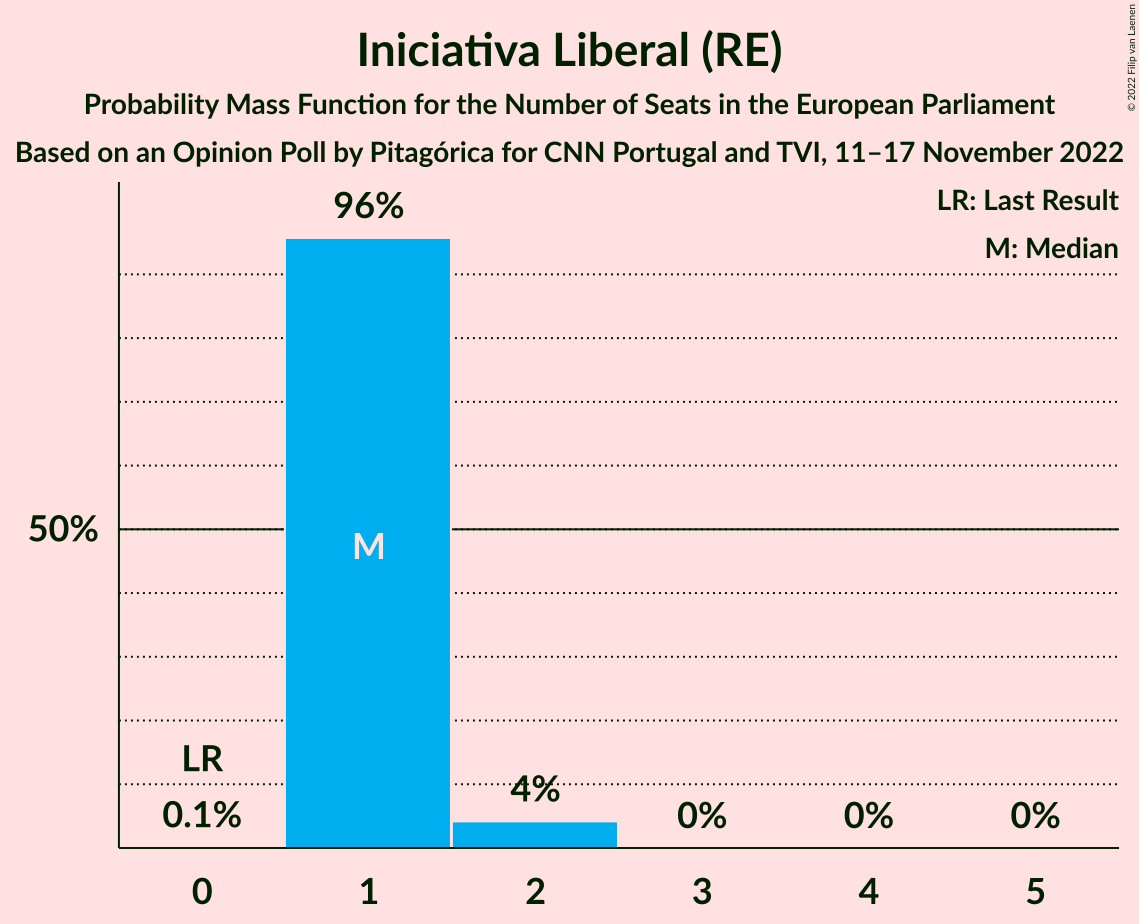 Iniciativa Liberal (RE)
Probability Mass Function for the Number of Seats in the European Parliament
Based on an Opinion Poll by Pitagórica for CNN Portugal and TVI, 11–17 November 2022
© 2022 Filip van Laenen
LR: Last Result
M: Median
96%
50%
M
LR
0.1%
4%
0%
0%
0%
0
1
2
3
4
5